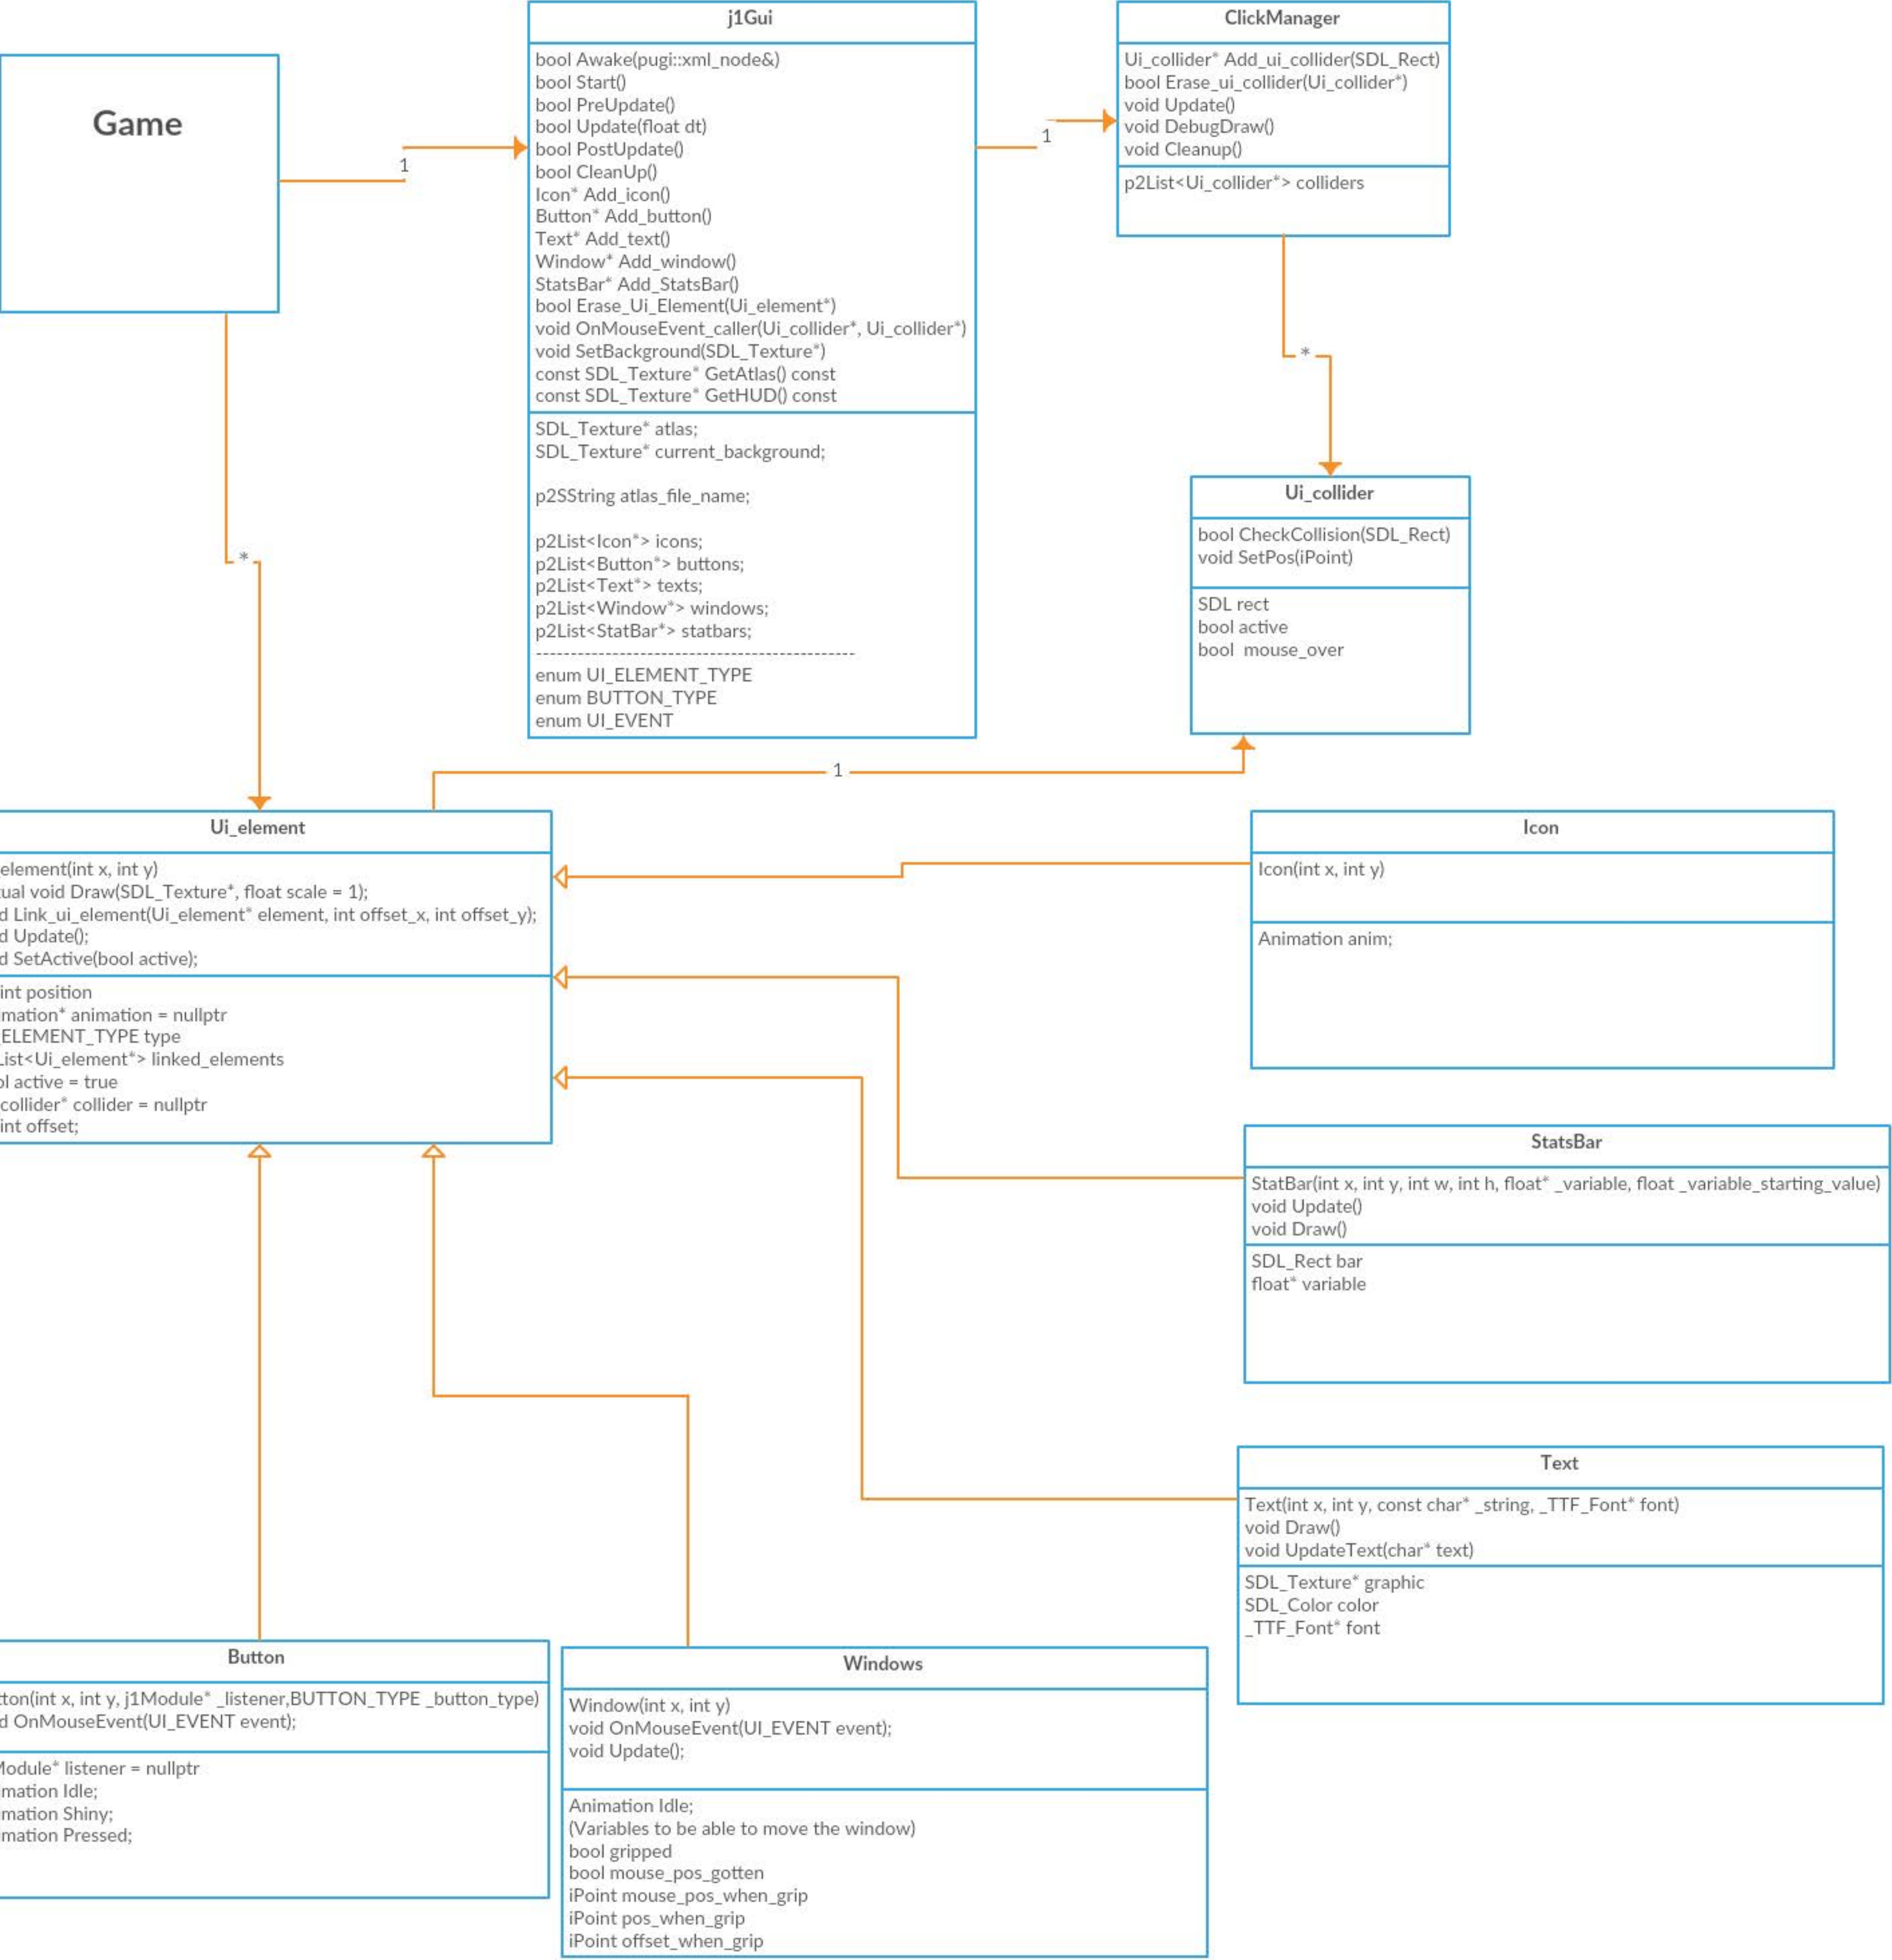 Game
1
*
j1Gui
bool Awake(pugi::xml_node&)
bool Start()
bool PreUpdate()
bool Update(float dt)
bool PostUpdate()
bool CleanUp()
Icon* Add_icon()
Button* Add_button()
Text* Add_text()
Window* Add_window()
StatsBar* Add_StatsBar()
bool Erase_Ui_Element(Ui_element*)
void OnMouseEvent_caller(Ui_collider*, Ui_collider*)
void SetBackground(SDL_Texture*)
const SDL_Texture* GetAtlas() const
const SDL_Texture* GetHUD() const
SDL_Texture* atlas;
SDL_Texture* current_background;
p2SString atlas_file_name;
p2List<Icon*> icons;
p2List<Button*> buttons;
p2List<Text*> texts;
p2List<Window*> windows;
p2List<StatBar*> statbars;
-------------------------------------------
enum UI_ELEMENT_TYPE
enum BUTTON_TYPE
enum UI_EVENT
1
ClickManager
Ui_collider* Add_ui_collider(SDL_Rect)
bool Erase_ui_collider(Ui_collider*)
void Update()
void DebugDraw()
void Cleanup()
p2List<Ui_collider*> colliders
*
Ui_collider
bool CheckCollision(SDL_Rect)
void SetPos(iPoint)
SDL rect
bool active
bool mouse_over
1
Ui_element
element(int x, int y)
ual void Draw(SDL_Texture*, float scale = 1);
d Link_ui_element(Ui_element* element, int offset_x, int offset_y);
d Update();
d SetActive(bool active);
int position
mation* animation = nullptr
_ELEMENT_TYPE type
List<Ui_element*> linked_elements
ol active = true
collider* collider = nullptr
int offset;
Icon
Icon(int x, int y)
Animation anim;
StatsBar
StatBar(int x, int y, int w, int h, float* _variable, float _variable_starting_value)
void Update()
void Draw()
SDL_Rect bar
float* variable
Text
Text(int x, int y, const char* _string, _TTF_Font* font)
void Draw()
void UpdateText(char* text)
SDL_Texture* graphic
SDL_Color color
_TTF_Font* font
Button
ton(int x, int y, j1Module* _listener,BUTTON_TYPE _button_type)
d OnMouseEvent(UI_EVENT event);
Module* listener = nullptr
mation Idle;
mation Shiny;
mation Pressed;
Windows
Window(int x, int y)
void OnMouseEvent(UI_EVENT event);
void Update();
Animation Idle;
(Variables to be able to move the window)
bool gripped
bool mouse_pos_gotten
iPoint mouse_pos_when_grip
iPoint pos_when_grip
iPoint offset_when_grip